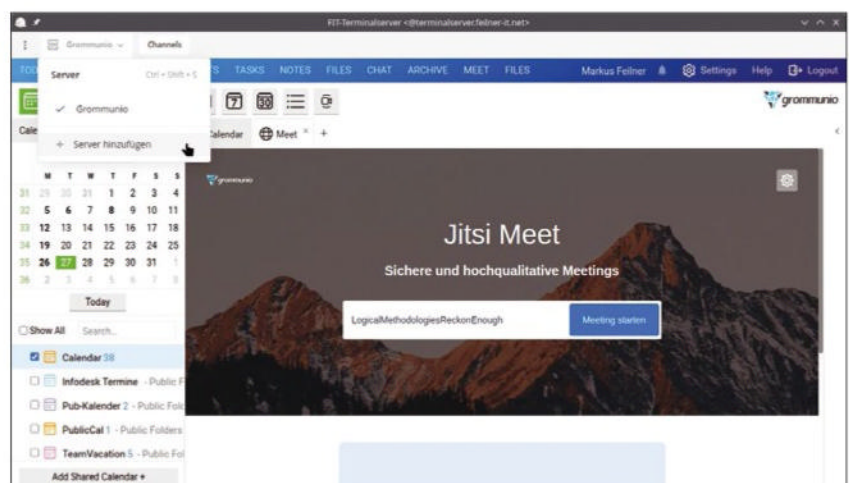 FIT-Terminalserver <@terminalserver.feilner-it.net>
Grommunio
Channels
TASKS NOTES FILES CHAT ARCHIVE MEET FILES Markus Feilner Settings Help Logout
Server Ctrl + Shift + S
Grommunio
+ Server hinzufügen
7 30
grommunio
Calendar Meet × +
M T W T F S S
31 29 30 31 1 2 3 4
32 5 6 7 8 9 10 11
33 12 13 14 15 16 17 18
34 19 20 21 22 23 24 25
35 26 27 28 29 30 31 1
36 2 3 4 5 6 7 8
Today
Show All Search...
Calendar 38
Infodesk Termine - Public F
Pub-Kalender 2 - Public Fold
PublicCal 1 - Public Folders
TeamVacation 5 - Public Fol
Add Shared Calendar +
grommunio
Jitsi Meet
Sichere und hochqualitative Meetings
LogicalMethodologiesReckonEnough
Meeting starten